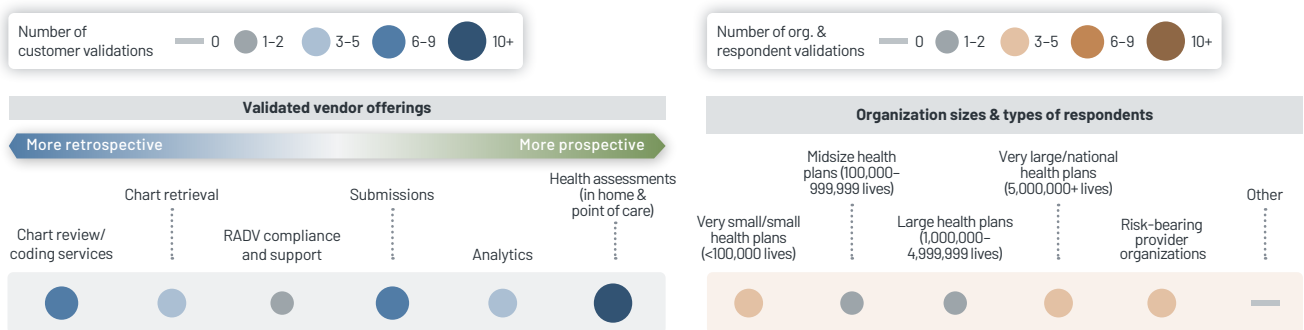 Number of
customer validations
0
1–2
3–5
6–9
10+
Validated vendor offerings
More retrospective
More prospective
Chart review/
coding services
Chart retrieval
RADV compliance
and support
Submissions
Analytics
Health assessments
(in home &
point of care)
Number of org. &
respondent validations
0
1–2
3–5
6–9
10+
Organization sizes & types of respondents
Very small/small
health plans
(<100,000 lives)
Midsize health
plans (100,000–
999,999 lives)
Large health plans
(1,000,000–
4,999,999 lives)
Very large/national
health plans
(5,000,000+ lives)
Risk-bearing
provider
organizations
Other